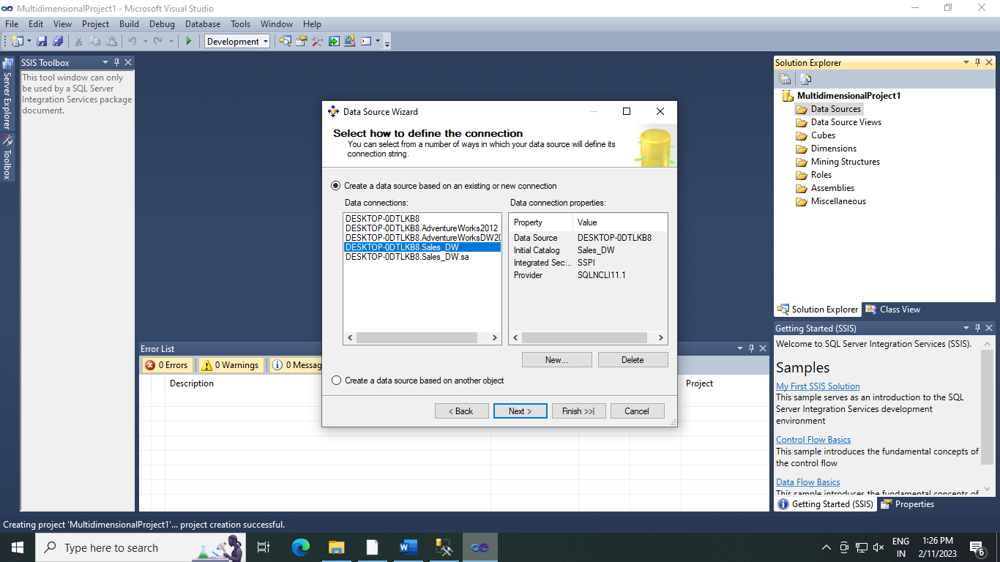 MultidimensionalProject1 - Microsoft Visual Studio
File Edit View Project Build Debug Database Tools Window Help
Development
Server Explorer
Toolbox
SSIS Toolbox
This tool window can only
be used by a SQL Server
Integration Services package
document.
Data Source Wizard
Select how to define the connection
You can select from a number of ways in which your data source will define its
connection string.
Create a data source based on an existing or new connection
Data connections:
DESKTOP-0DTLKB8
DESKTOP-0DTLKB8.AdventureWorks2012
DESKTOP-0DTLKB8.AdventureWorksDW20
DESKTOP-0DTLKB8.Sales_DW
DESKTOP-0DTLKB8.Sales_DW.sa
Data connection properties:
Property Value
Data Source DESKTOP-0DTLKB8
Initial Catalog Sales_DW
Integrated Sec... SSPI
Provider SQLNCLI11.1
New... Delete
Create a data source based on another object
< Back Next > Finish >>| Cancel
Error List
0 Errors 0 Warnings 0 Messag
Description Project
Solution Explorer
MultidimensionalProject1
Data Sources
Data Source Views
Cubes
Dimensions
Mining Structures
Roles
Assemblies
Miscellaneous
Solution Explorer Class View
Getting Started (SSIS)
Welcome to SQL Server Integration Services (SSIS).
Samples
My First SSIS Solution
This sample serves as an introduction to the SQL
Server Integration Services development
environment
Control Flow Basics
This sample introduces the fundamental concepts of
the control flow
Data Flow Basics
This sample introduces the fundamental concepts of
Getting Started (SSIS) Properties
Creating project 'MultidimensionalProject1'... project creation successful.
Type here to search
ENG
IN
1:26 PM
2/11/2023
6